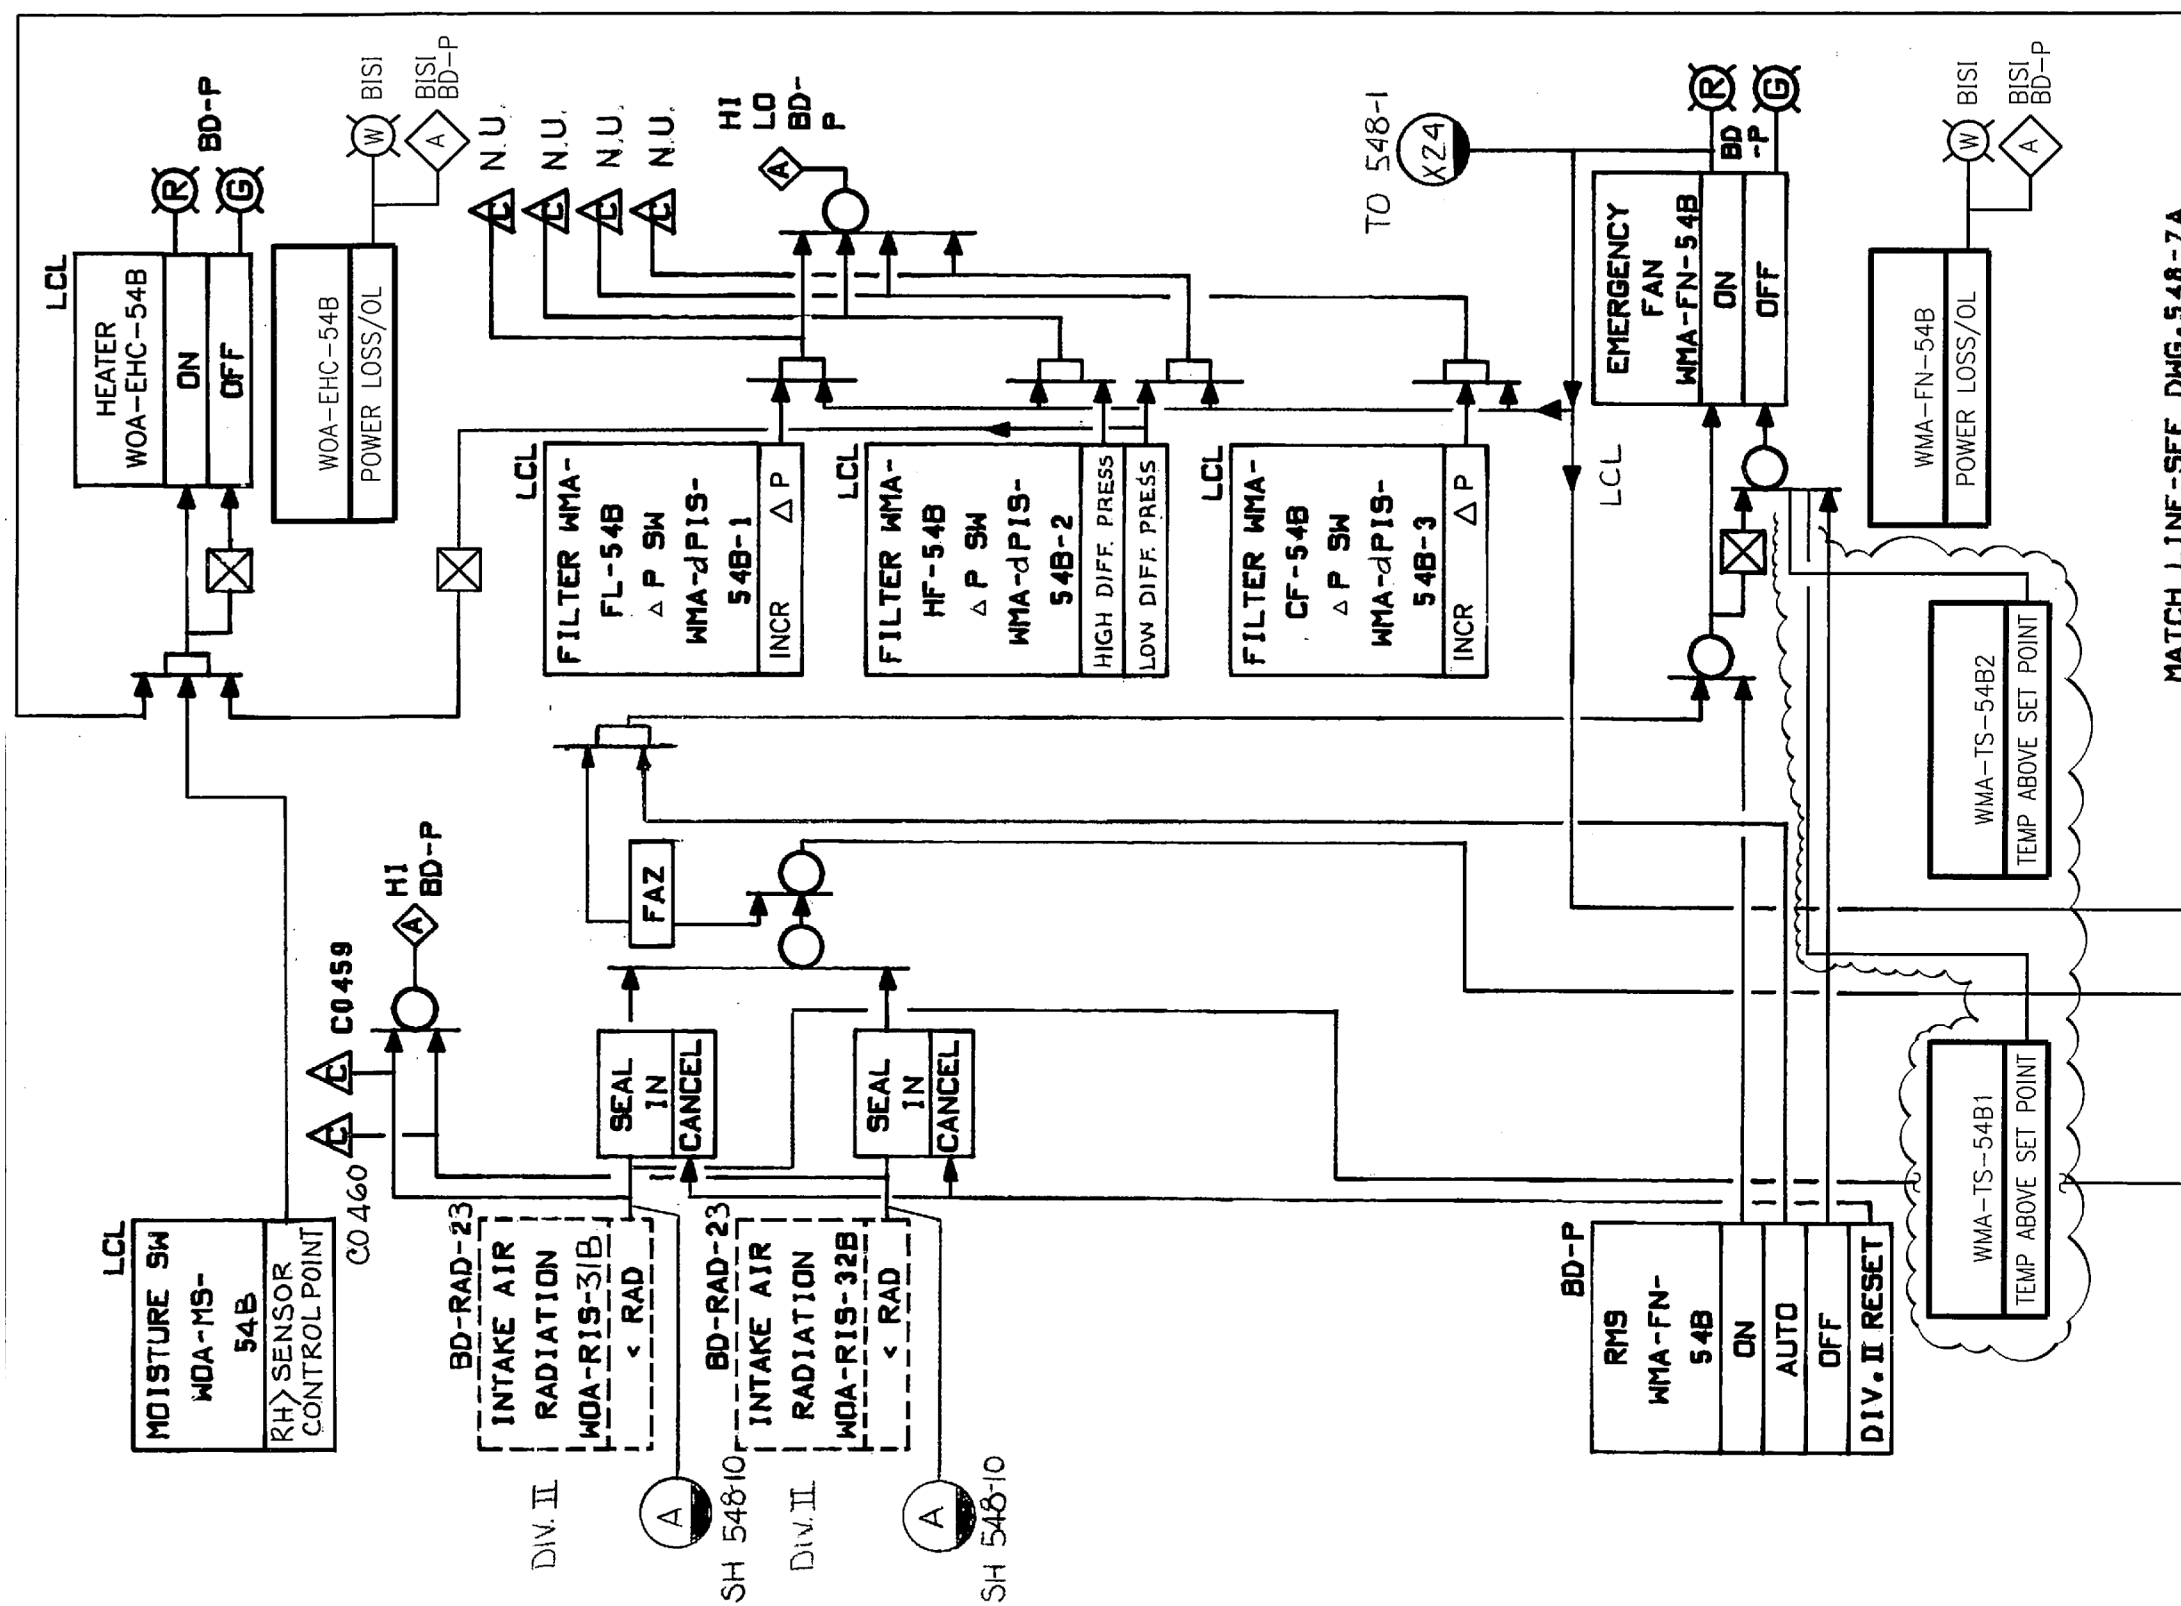 LCL
MOISTURE SW
WOA-MS-
54B
RH>SENSOR
CONTROL POINT
LCL
HEATER
WOA-EHC-54B
ON
OFF
R
G
BD-P
WOA-EHC-54B
POWER LOSS/OL
W
BISI
A
BISI
BD-P
C0460
C
C
C0459
A
HI
BD-P
DIV. II
BD-RAD-23
INTAKE AIR
RADIATION
WOA-RIS-31B
< RAD
A
SH 548-10
SEAL
IN
CANCEL
FAZ
DIV. II
BD-RAD-23
INTAKE AIR
RADIATION
WOA-RIS-32B
< RAD
A
SH 548-10
SEAL
IN
CANCEL
LCL
FILTER WMA-
FL-54B
△ P SW
WMA-dPIS-
54B-1
INCR △ P
LCL
FILTER WMA-
HF-54B
△ P SW
WMA-dPIS-
54B-2
HIGH DIFF. PRESS
LOW DIFF. PRESS
LCL
FILTER WMA-
CF-54B
△ P SW
WMA-dPIS-
54B-3
INCR △ P
C
N.U.
C
N.U.
C
N.U.
C
N.U.
A
HI
LO
BD-
P
TO 548-1
X24
BD-P
RMS
WMA-FN-
54B
ON
AUTO
OFF
DIV. II RESET
LCL
EMERGENCY
FAN
WMA-FN-54B
ON
OFF
R
BD
-P
G
WMA-TS-54B1
TEMP ABOVE SET POINT
WMA-TS-54B2
TEMP ABOVE SET POINT
WMA-FN-54B
POWER LOSS/OL
W
BISI
A
BISI
BD-P
MATCH LINE-SEE DWG.548-7A